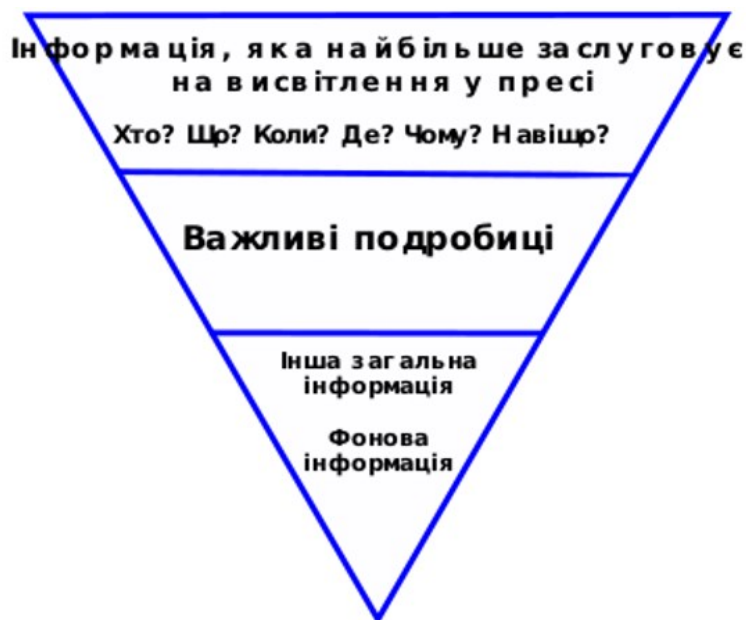 Інформація, яка найбільше заслуговує
на висвітлення у пресі
Хто? Що? Коли? Де? Чому? Навіщо?
Важливі подробиці
Інша загальна
інформація
Фонова
інформація